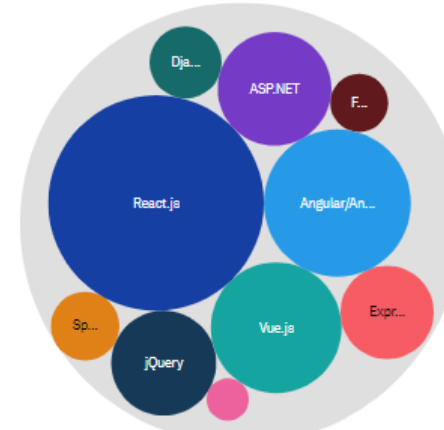 Dja...
ASP.NET
F...
React.js
Angular/An...
Sp...
Expr...
Vue.js
jQuery